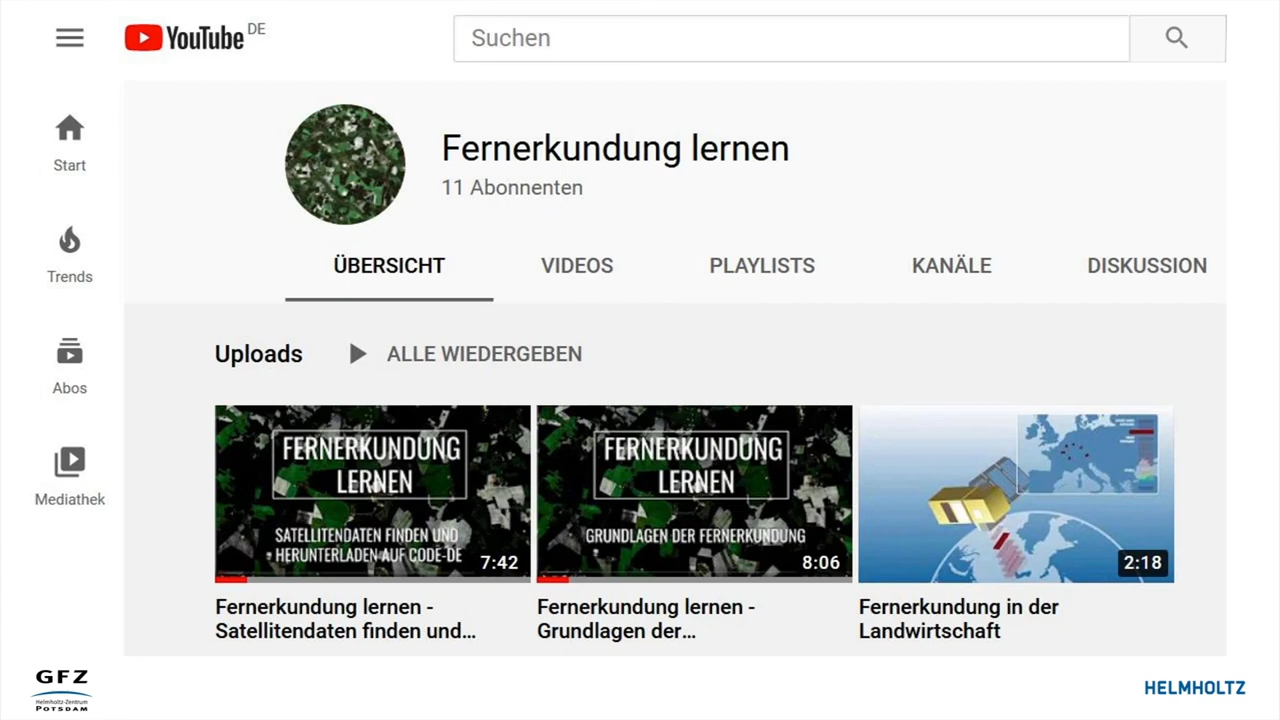 YouTube DE
Suchen
Start
Trends
Abos
Mediathek
Fernerkundung lernen
11 Abonnenten
ÜBERSICHT VIDEOS PLAYLISTS KANÄLE DISKUSSION
Uploads ALLE WIEDERGEBEN
FERNERKUNDUNG
LERNEN
SATELLITENDATEN FINDEN UND
HERUNTERLADEN AUF CODE-DE
7:42
Fernerkundung lernen -
Satellitendaten finden und...
FERNERKUNDUNG
LERNEN
GRUNDLAGEN DER FERNERKUNDUNG
8:06
Fernerkundung lernen -
Grundlagen der...
2:18
Fernerkundung in der
Landwirtschaft
GFZ
Helmholtz-Zentrum
POTSDAM
HELMHOLTZ